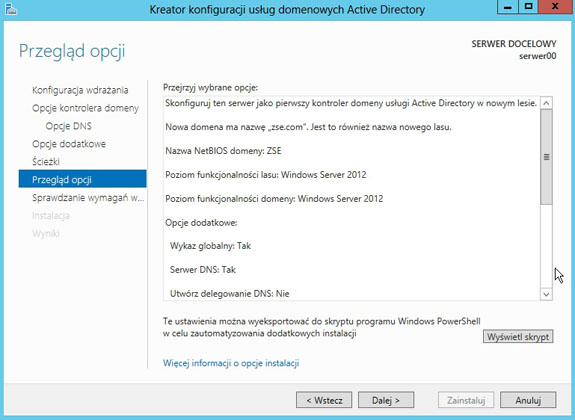 Kreator konfiguracji usług domenowych Active Directory
Przegląd opcji
SERWER DOCELOWY
serwer00
Konfiguracja wdrażania
Opcje kontrolera domeny
Opcje DNS
Opcje dodatkowe
Ścieżki
Przegląd opcji
Sprawdzanie wymagań w...
Instalacja
Wyniki
Przejrzyj wybrane opcje:
Skonfiguruj ten serwer jako pierwszy kontroler domeny usługi Active Directory w nowym lesie.
Nowa domena ma nazwę „zse.com”. Jest to również nazwa nowego lasu.
Nazwa NetBIOS domeny: ZSE
Poziom funkcjonalności lasu: Windows Server 2012
Poziom funkcjonalności domeny: Windows Server 2012
Opcje dodatkowe:
Wykaz globalny: Tak
Serwer DNS: Tak
Utwórz delegowanie DNS: Nie
Te ustawienia można wyeksportować do skryptu programu Windows PowerShell
w celu zautomatyzowania dodatkowych instalacji
Wyświetl skrypt
Więcej informacji o opcje instalacji
< Wstecz
Dalej >
Zainstaluj
Anuluj